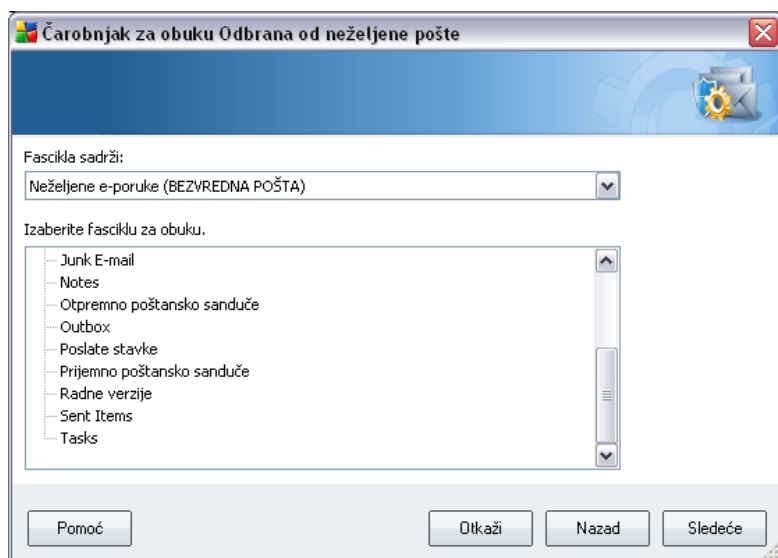 Čarobnjak za obuku Odbrana od neželjene pošte
Fascikla sadrži:
Neželjene e-poruke (BEZVREDNA POŠTA)
Izaberite fasciklu za obuku.
Junk E-mail
Notes
Otpremno poštansko sanduče
Outbox
Poslate stavke
Prijemno poštansko sanduče
Radne verzije
Sent Items
Tasks
Pomoć
Otkaži
Nazad
Sledeće